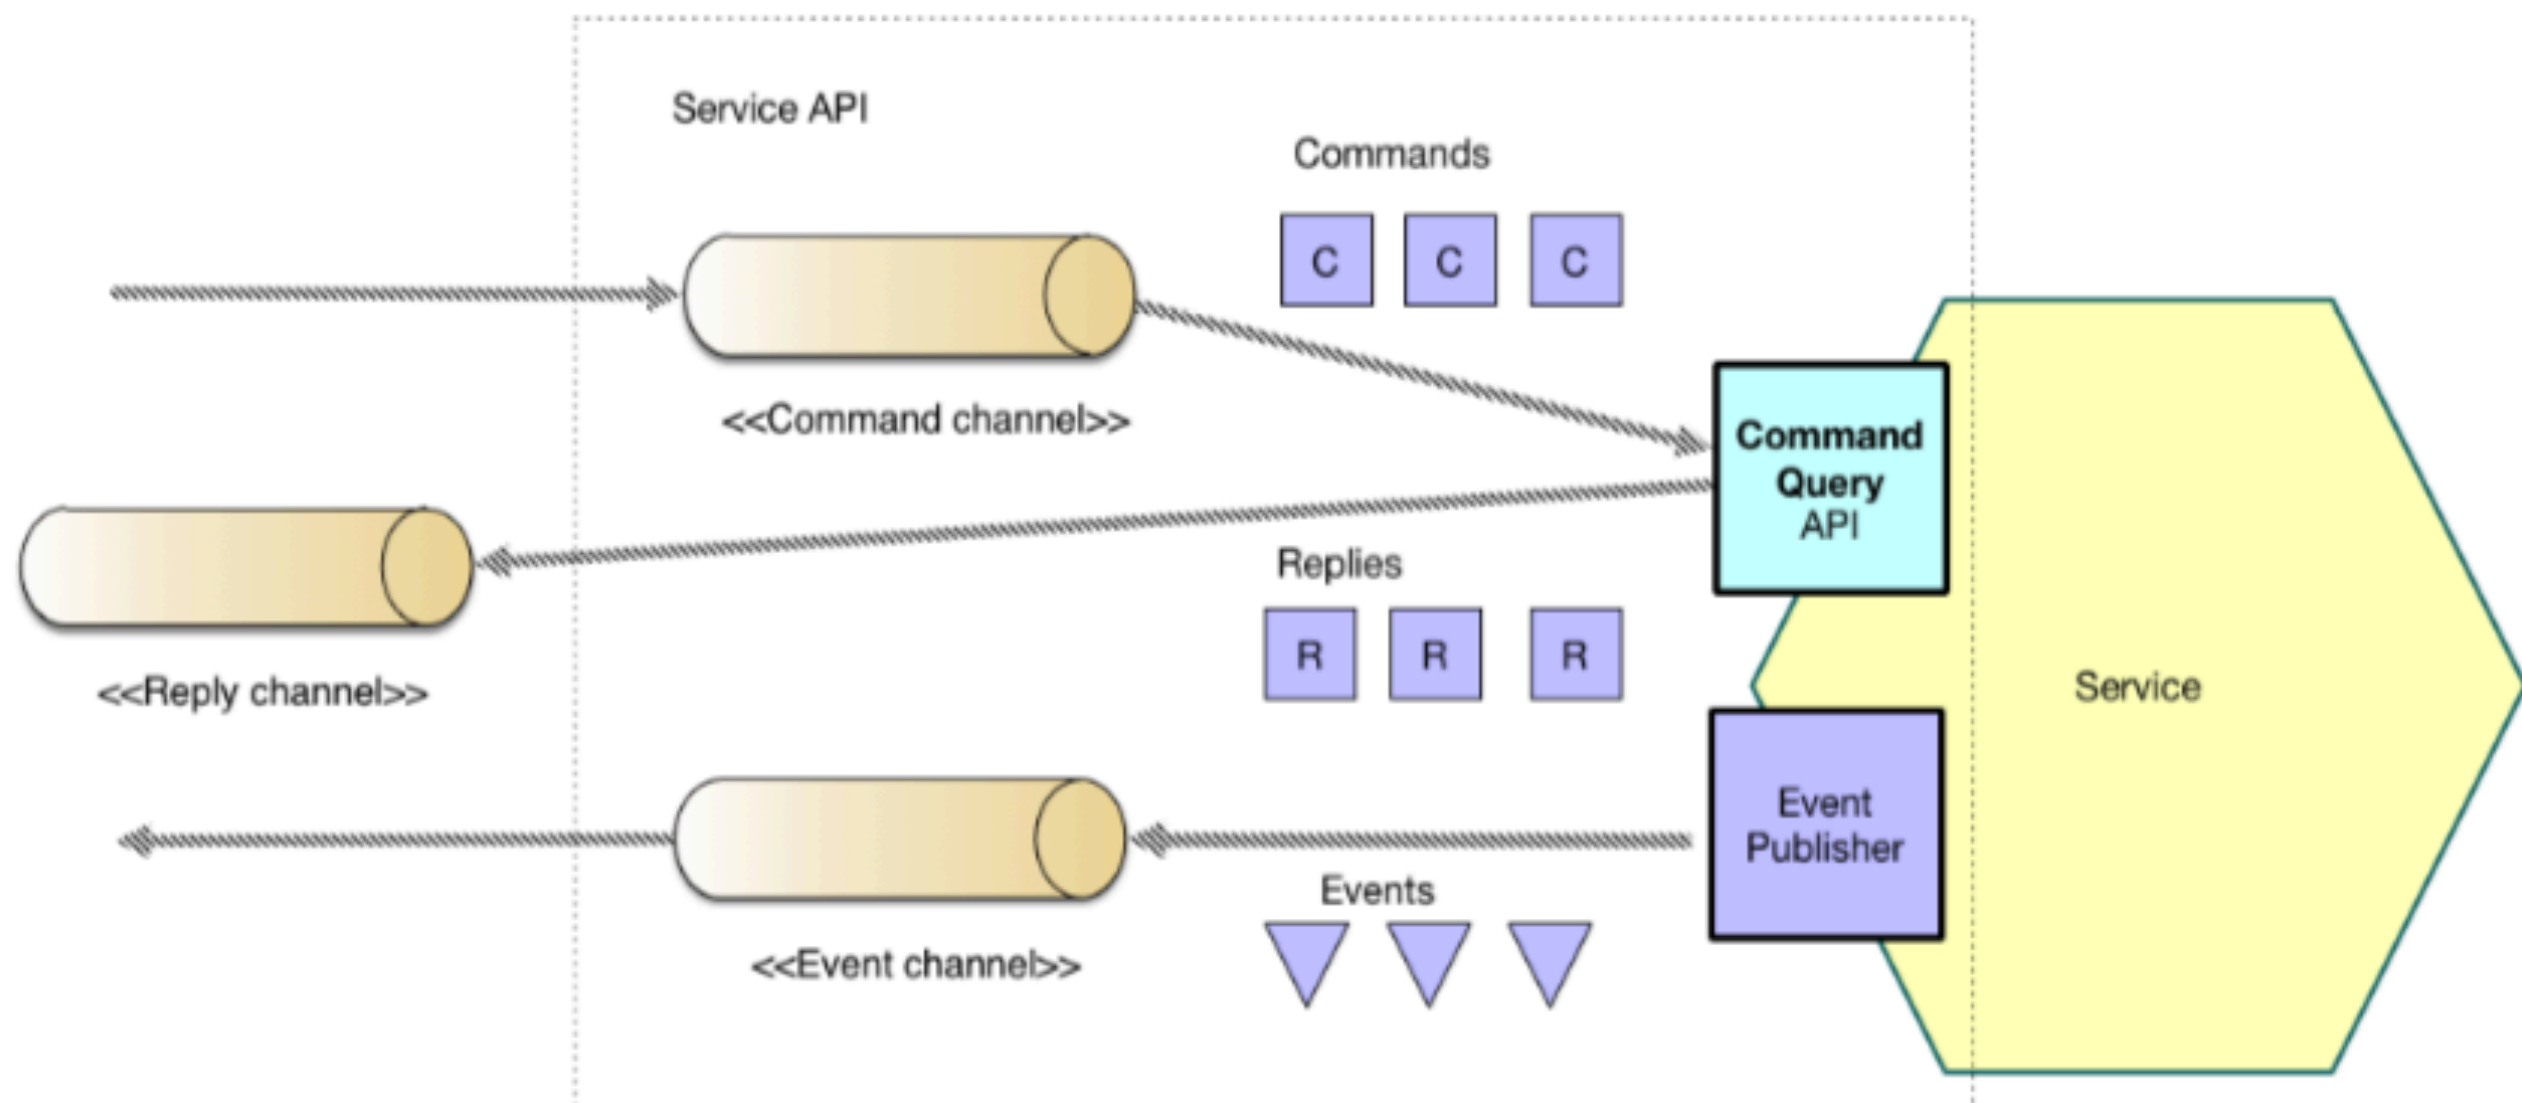 Service API
Commands
C C C
<<Command channel>>
Command
Query
API
Replies
R R R
<<Reply channel>>
Service
Event
Publisher
Events
<<Event channel>>